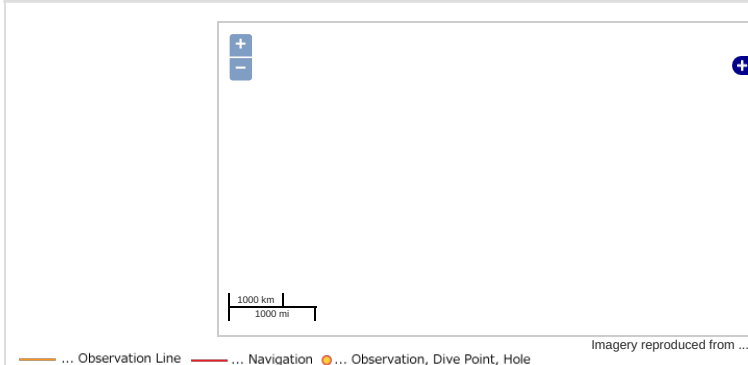 +
−
+
1000 km
1000 mi
Imagery reproduced from ...
... Observation Line ... Navigation ... Observation, Dive Point, Hole